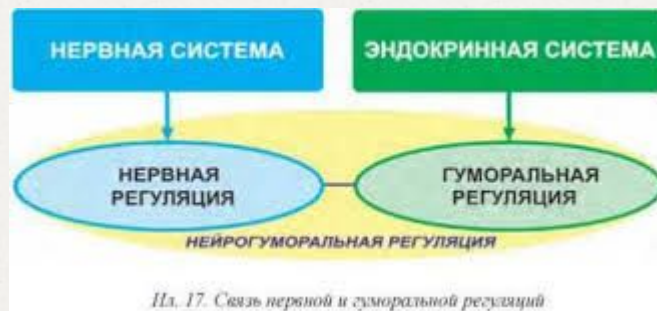 НЕРВНАЯ СИСТЕМА
ЭНДОКРИННАЯ СИСТЕМА
НЕРВНАЯ
РЕГУЛЯЦИЯ
ГУМОРАЛЬНАЯ
РЕГУЛЯЦИЯ
НЕЙРОГУМОРАЛЬНАЯ РЕГУЛЯЦИЯ
Ил. 17. Связь нервной и гуморальной регуляций